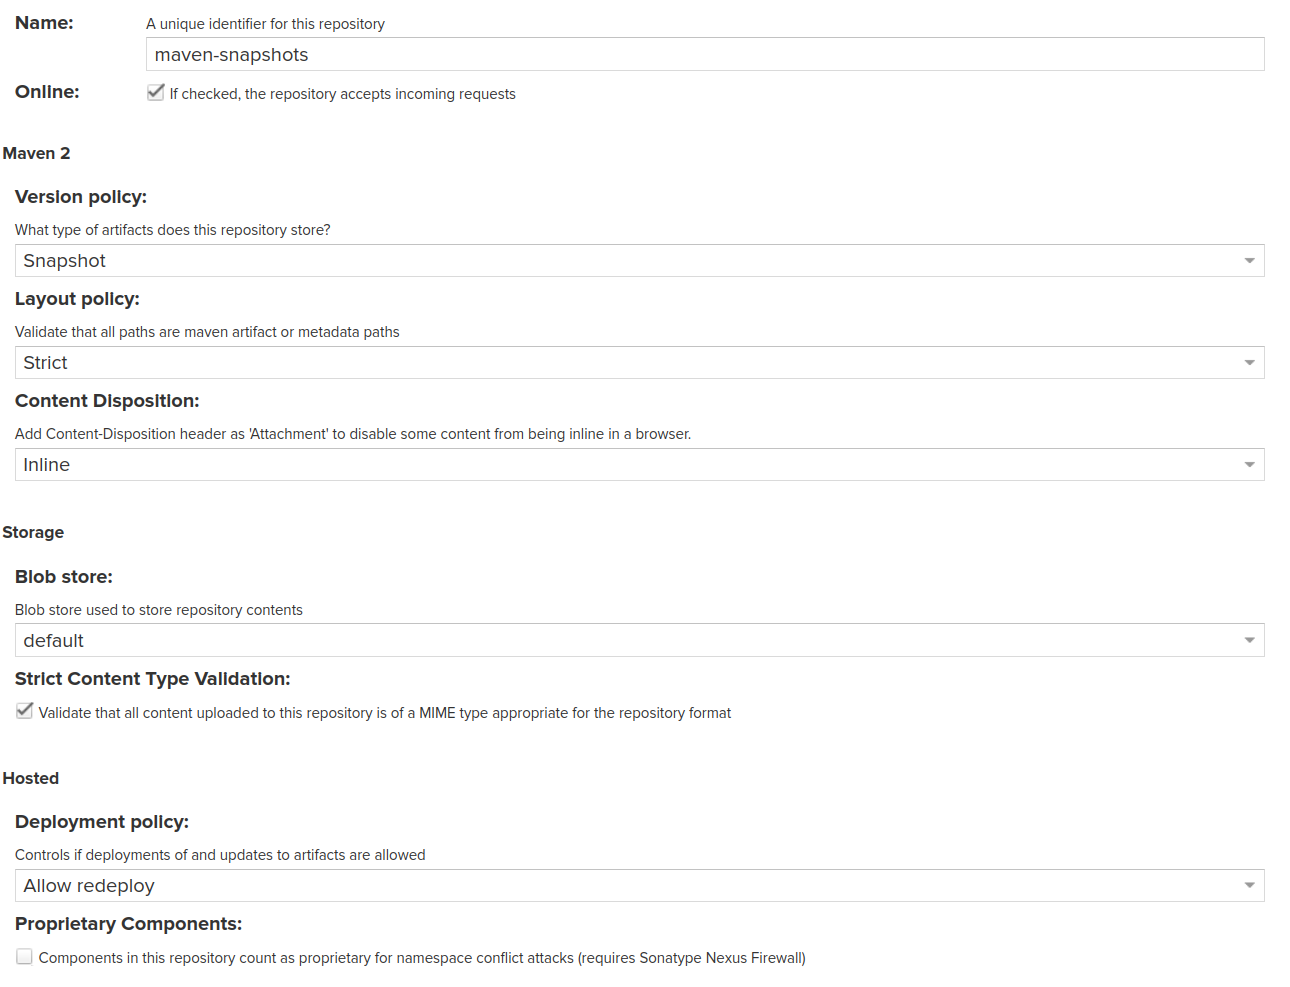 Name:
A unique identifier for this repository
maven-snapshots
Online:
If checked, the repository accepts incoming requests
Maven 2
Version policy:
What type of artifacts does this repository store?
Snapshot
Layout policy:
Validate that all paths are maven artifact or metadata paths
Strict
Content Disposition:
Add Content-Disposition header as 'Attachment' to disable some content from being inline in a browser.
Inline
Storage
Blob store:
Blob store used to store repository contents
default
Strict Content Type Validation:
Validate that all content uploaded to this repository is of a MIME type appropriate for the repository format
Hosted
Deployment policy:
Controls if deployments of and updates to artifacts are allowed
Allow redeploy
Proprietary Components:
Components in this repository count as proprietary for namespace conflict attacks (requires Sonatype Nexus Firewall)